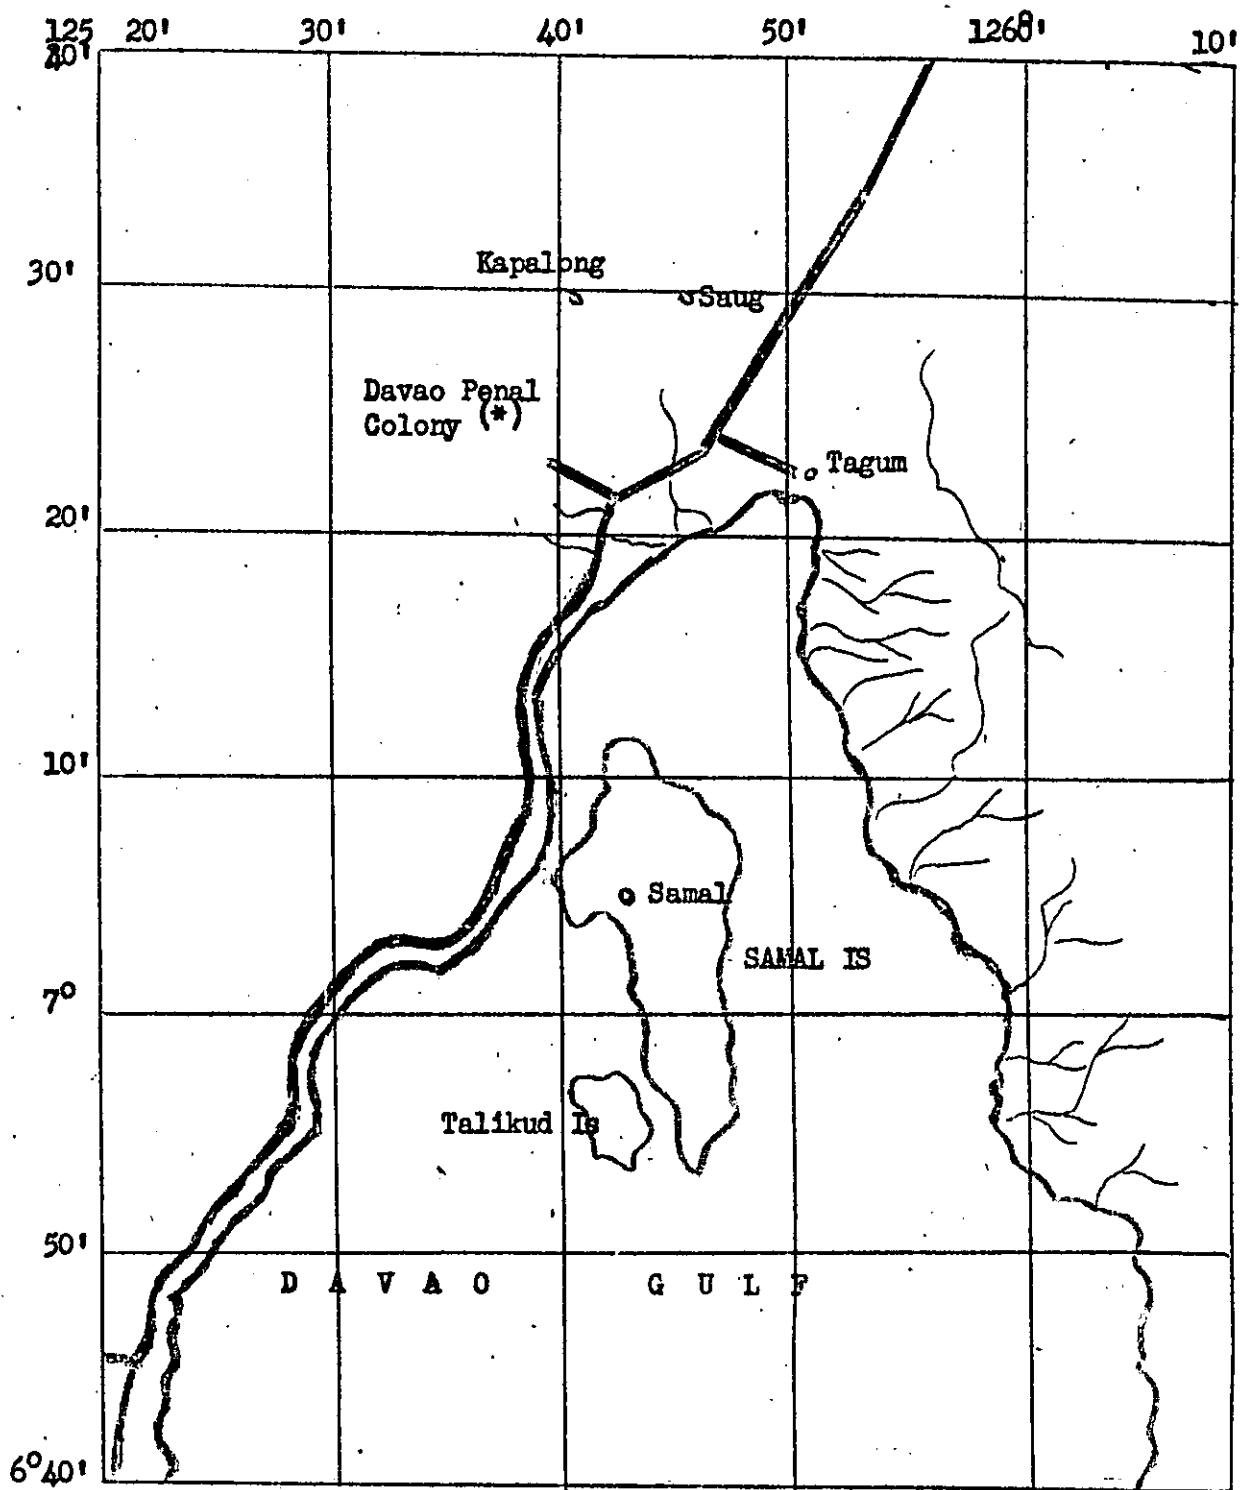 125 20' 30' 40' 50' 126° 10'
40'
30'
Kapalong
Saug
Davao Penal
Colony (*)
Tagum
20'
10'
Samal
SAMAL IS
7°
Talikud Is
50'
D A V A O G U L F
6°40'